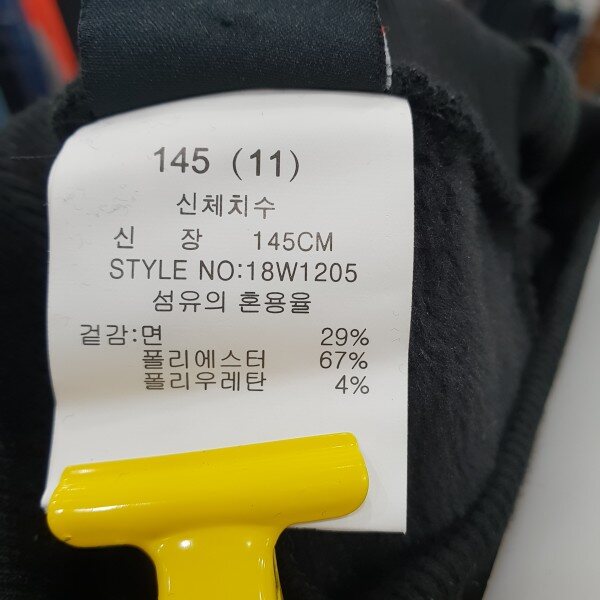 145 (11)
신체치수
신 장 145CM
STYLE NO:18W1205
섬유의 혼용율
겉감:면 29%
폴리에스터 67%
폴리우레탄 4%